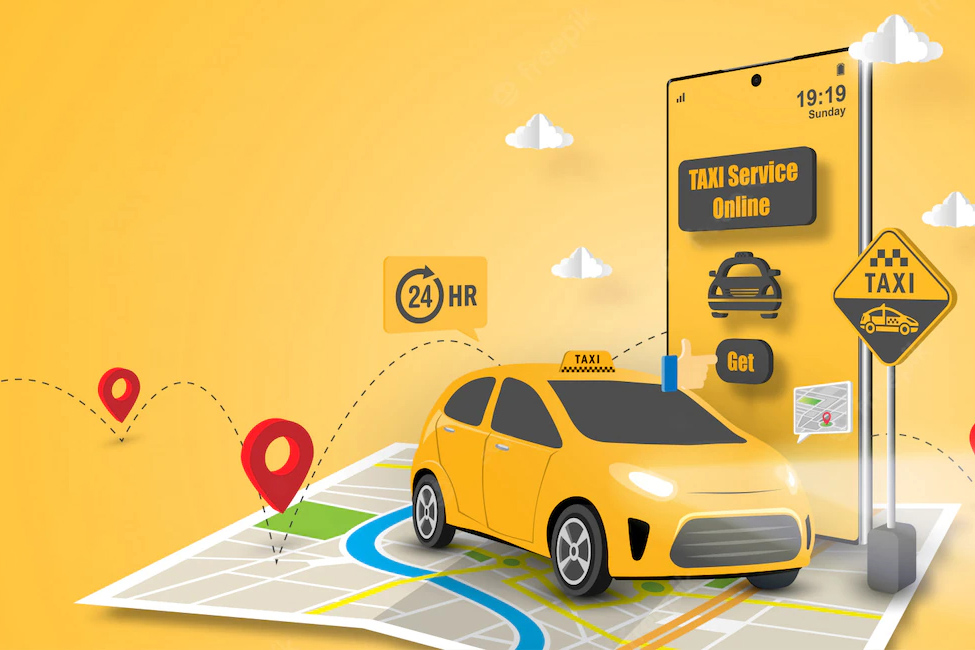 19:19
Sunday
TAXI Service
Online
24 HR
TAXI
Get
TAXI